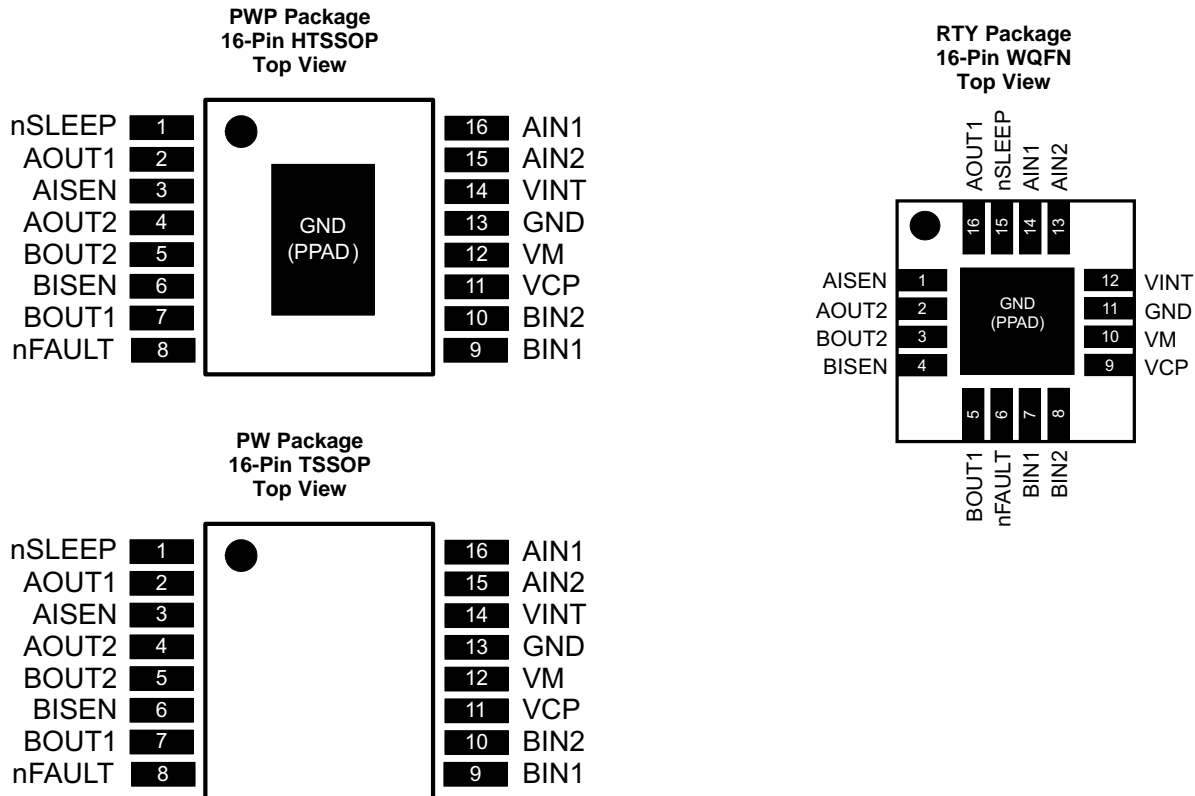 PWP Package
16-Pin HTSSOP
Top View
nSLEEP 1
AOUT1 2
AISEN 3
AOUT2 4
BOUT2 5
BISEN 6
BOUT1 7
nFAULT 8
GND
(PPAD)
16 AIN1
15 AIN2
14 VINT
13 GND
12 VM
11 VCP
10 BIN2
9 BIN1
RTY Package
16-Pin WQFN
Top View
AOUT1
nSLEEP
AIN1
AIN2
16
15
14
13
AISEN 1
AOUT2 2
BOUT2 3
BISEN 4
GND
(PPAD)
12 VINT
11 GND
10 VM
9 VCP
5
6
7
8
BOUT1
nFAULT
BIN1
BIN2
PW Package
16-Pin TSSOP
Top View
nSLEEP 1
AOUT1 2
AISEN 3
AOUT2 4
BOUT2 5
BISEN 6
BOUT1 7
nFAULT 8
16 AIN1
15 AIN2
14 VINT
13 GND
12 VM
11 VCP
10 BIN2
9 BIN1